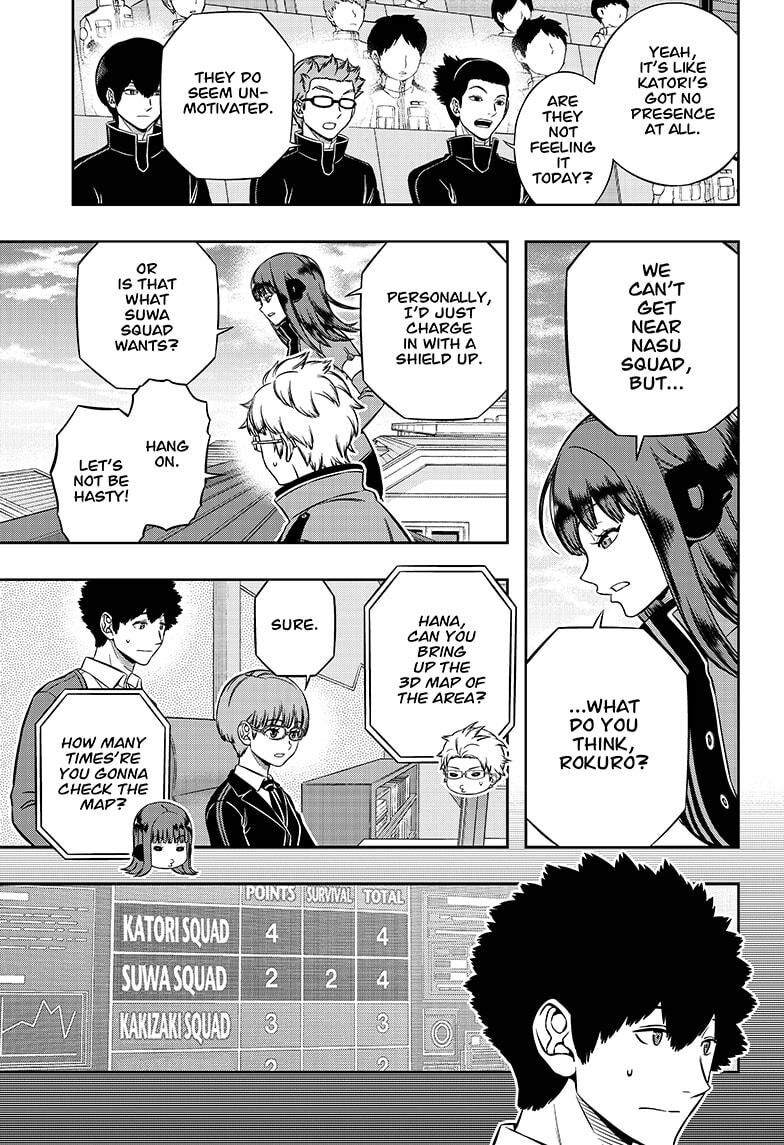 YEAH,
IT'S LIKE
KATORI'S
GOT NO
PRESENCE
AT ALL.
ARE
THEY
NOT
FEELING
IT
TODAY?
THEY DO
SEEM UN-
MOTIVATED.
WE
CAN'T
GET
NEAR
NASU
SQUAD,
BUT...
...WHAT
DO YOU
THINK,
ROKURO?
PERSONALLY,
I'D JUST
CHARGE
IN WITH A
SHIELD UP.
OR
IS THAT
WHAT
SUWA
SQUAD
WANTS?
HANG
ON.
LET'S
NOT BE
HASTY!
HANA,
CAN YOU
BRING
UP THE
3D MAP OF
THE AREA?
SURE.
HOW MANY
TIMES'RE
YOU GONNA
CHECK THE
MAP?
POINTS SURVIVAL TOTAL
KATORI SQUAD 4 4
SUWA SQUAD 2 2 4
KAKIZAKI SQUAD 3 3
2 2